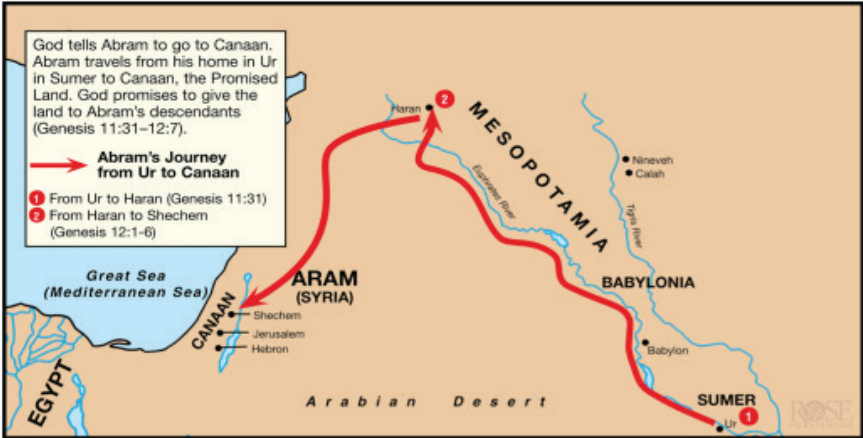 God tells Abram to go to Canaan.
Abram travels from his home in Ur
in Sumer to Canaan, the Promised
Land. God promises to give the
land to Abram's descendants
(Genesis 11:31–12:7).
Abram's Journey
from Ur to Canaan
1 From Ur to Haran (Genesis 11:31)
2 From Haran to Shechem
(Genesis 12:1-6)
Haran
2
MESOPOTAMIA
Nineveh
Calah
Euphrates River
Tigris River
Great Sea
(Mediterranean Sea)
ARAM
(SYRIA)
BABYLONIA
CANAAN
Shechem
Jerusalem
Hebron
Babylon
EGYPT
Arabian Desert
SUMER
1
Ur
ROSE
PUBLISHING